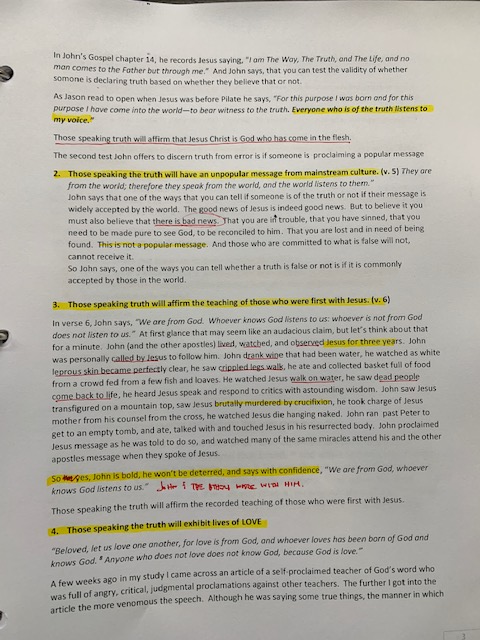 In John's Gospel chapter 14, he records Jesus saying, "I am The Way, The Truth, and The Life, and no
man comes to the Father but through me." And John says, that you can test the validity of whether
somone is declaring truth based on whether they believe that or not.
As Jason read to open when Jesus was before Pilate he says, "For this purpose I was born and for this
purpose I have come into the world—to bear witness to the truth. Everyone who is of the truth listens to
my voice."
Those speaking truth will affirm that Jesus Christ is God who has come in the flesh.
The second test John offers to discern truth from error is if someone is proclaiming a popular message
2. Those speaking the truth will have an unpopular message from mainstream culture. (v. 5) They are
from the world; therefore they speak from the world, and the world listens to them."
John says that one of the ways that you can tell if someone is of the truth or not if their message is
widely accepted by the world. The good news of Jesus is indeed good news. But to believe it you
must also believe that there is bad news. That you are in trouble, that you have sinned, that you
need to be made pure to see God, to be reconciled to him. That you are lost and in need of being
found. This is not a popular message. And those who are committed to what is false will not,
cannot receive it.
So John says, one of the ways you can tell whether a truth is false or not is if it is commonly
accepted by those in the world.
3. Those speaking truth will affirm the teaching of those who were first with Jesus. (v. 6)
In verse 6, John says, "We are from God. Whoever knows God listens to us: whoever is not from God
does not listen to us." At first glance that may seem like an audacious claim, but let's think about that
for a minute. John (and the other apostles) lived, watched, and observed Jesus for three years. John
was personally called by Jesus to follow him. John drank wine that had been water, he watched as white
leprous skin became perfectly clear, he saw crippled legs walk, he ate and collected basket full of food
from a crowd fed from a few fish and loaves. He watched Jesus walk on water, he saw dead people
come back to life, he heard Jesus speak and respond to critics with astounding wisdom. John saw Jesus
transfigured on a mountain top, saw Jesus brutally murdered by crucifixion, he took charge of Jesus
mother from his counsel from the cross, he watched Jesus die hanging naked. John ran past Peter to
get to an empty tomb, and ate, talked with and touched Jesus in his resurrected body. John proclaimed
Jesus message as he was told to do so, and watched many of the same miracles attend his and the other
apostles message when they spoke of Jesus.
So yes, John is bold, he won't be deterred, and says with confidence, "We are from God, whoever
knows God listens to us." John & THE WERE WITH HIM.
Those speaking the truth will affirm the recorded teaching of those who were first with Jesus.
4. Those speaking the truth will exhibit lives of LOVE
"Beloved, let us love one another, for love is from God, and whoever loves has been born of God and
knows God. ⁸ Anyone who does not love does not know God, because God is love."
A few weeks ago in my study I came across an article of a self-proclaimed teacher of God's word who
was full of angry, critical, judgmental proclamations against other teachers. The further I got into the
article the more venomous the speech. Although he was saying some true things, the manner in which
3